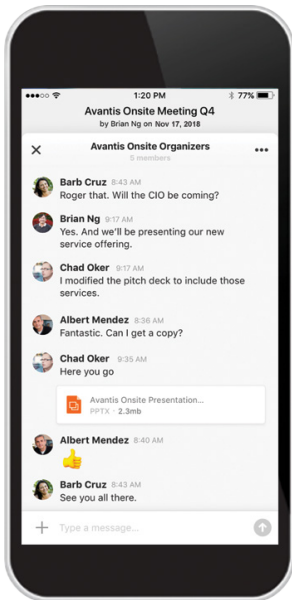 1:20 PM 77%
Avantis Onsite Meeting Q4
by Brian Ng on Nov 17, 2018
Avantis Onsite Organizers
5 members
Barb Cruz 8:43 AM
Roger that. Will the CIO be coming?
Brian Ng 9:17 AM
Yes. And we'll be presenting our new
service offering.
Chad Oker 9:17 AM
I modified the pitch deck to include those
services.
Albert Mendez 8:36 AM
Fantastic. Can I get a copy?
Chad Oker 9:35 AM
Here you go
Avantis Onsite Presentation...
PPTX · 2.3mb
Albert Mendez 8:40 AM
Barb Cruz 8:43 AM
See you all there.
Type a message...